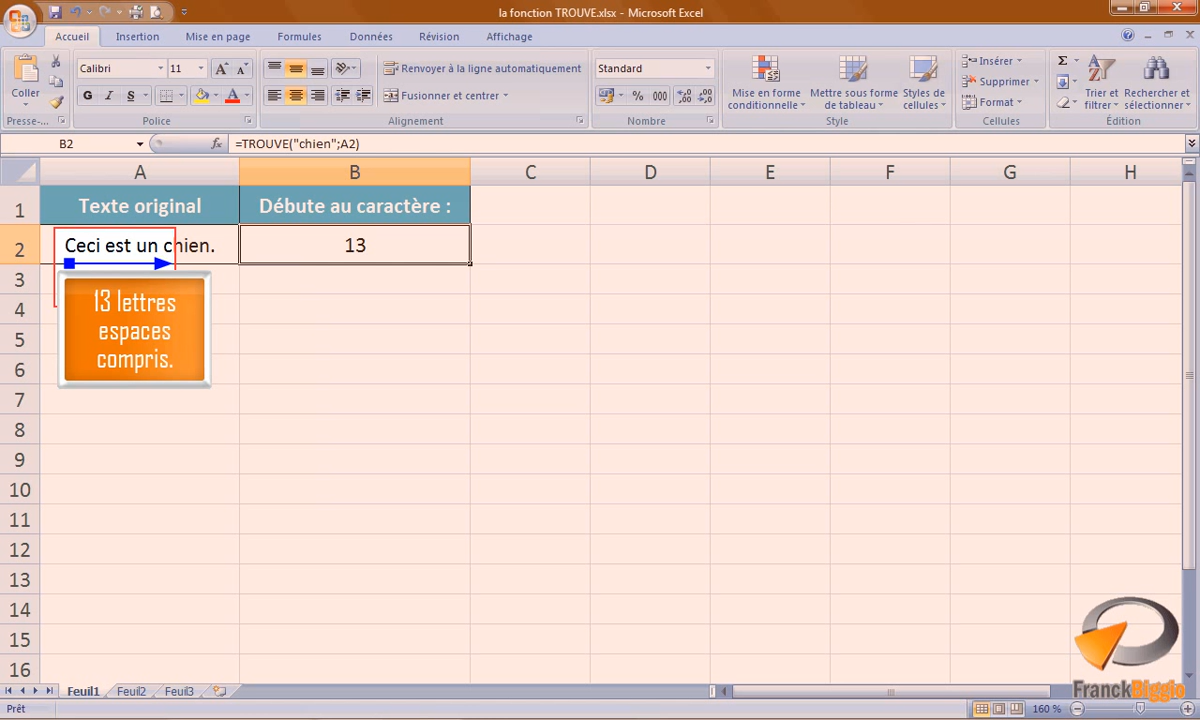 la fonction TROUVE.xlsx - Microsoft Excel
Accueil Insertion Mise en page Formules Données Révision Affichage
Coller
Presse-...
Calibri 11
G I S
Police
Renvoyer à la ligne automatiquement
Fusionner et centrer
Alignement
Standard
% 000
Nombre
Mise en forme
conditionnelle
Mettre sous forme
de tableau
Styles de
cellules
Style
Insérer
Supprimer
Format
Cellules
Trier et
filtrer
Rechercher et
sélectionner
Édition
B2 fx =TROUVE("chien";A2)
A B C D E F G H
1 Texte original Débute au caractère :
2 Ceci est un chien. 13
3
4
5
6
7
8
9
10
11
12
13
14
15
16
13 lettres
espaces
compris.
FranckBiggio
Feuil1 Feuil2 Feuil3
Prêt 160 %